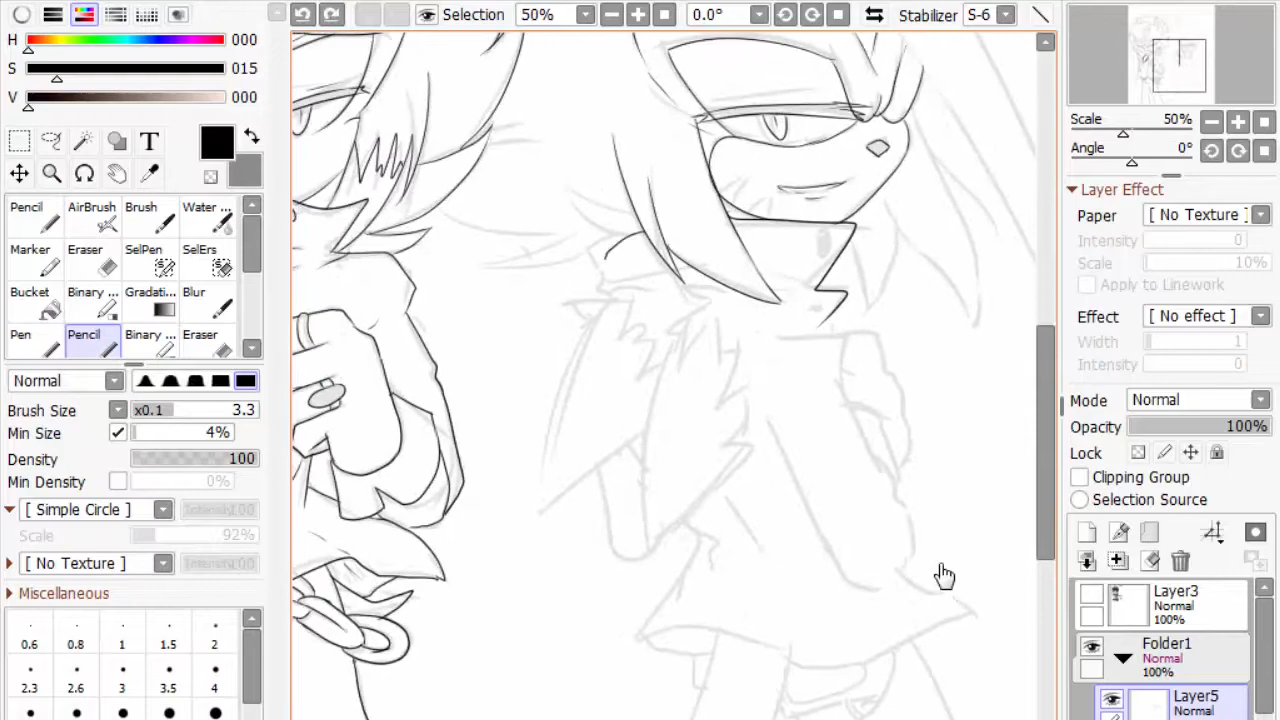 Selection 50% 0.0° Stabilizer S-6
H 000
S 015
V 000
T
Pencil AirBrush Brush Water ...
Marker Eraser SelPen SelErs
Bucket Binary ... Gradati... Blur
Pen Pencil Binary ... Eraser
Normal
Brush Size x0.1 3.3
Min Size 4%
Density 100
Min Density 0%
[ Simple Circle ] Intensity 100
Scale 92%
[ No Texture ] Intensity 100
Miscellaneous
0.6 0.8 1 1.5 2
2.3 2.6 3 3.5 4
Scale 50%
Angle 0°
Layer Effect
Paper [ No Texture ]
Intensity 0
Scale 10%
Apply to Linework
Effect [ No effect ]
Width 1
Intensity 0
Mode Normal
Opacity 100%
Lock
Clipping Group
Selection Source
Layer3
Normal
100%
Folder1
Normal
100%
Layer5
Normal